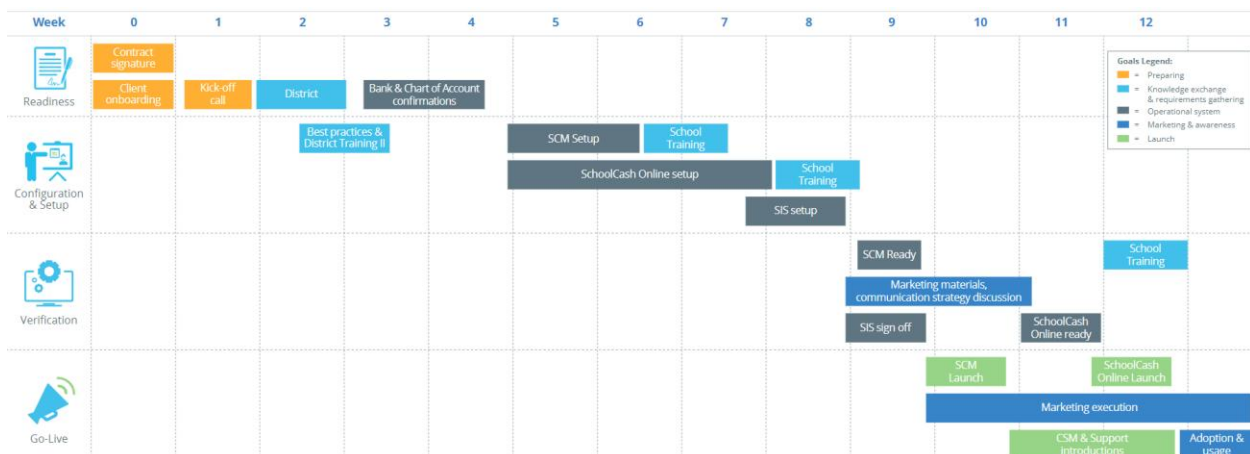 Week 0 1 2 3 4 5 6 7 8 9 10 11 12
Contract
signature
Client
onboarding
Kick-off
call
District
Bank & Chart of Account
confirmations
Readiness
Goals Legend:
= Preparing
= Knowledge exchange
& requirements gathering
= Operational system
= Marketing & awareness
= Launch
Best practices &
District Training II
SCM Setup
School
Training
SchoolCash Online setup
School
Training
SIS setup
Configuration
& Setup
SCM Ready
School
Training
Marketing materials,
communication strategy discussion
SIS sign off
SchoolCash
Online ready
Verification
SCM
Launch
SchoolCash
Online Launch
Marketing execution
CSM & Support
introductions
Adoption &
usage
Go-Live